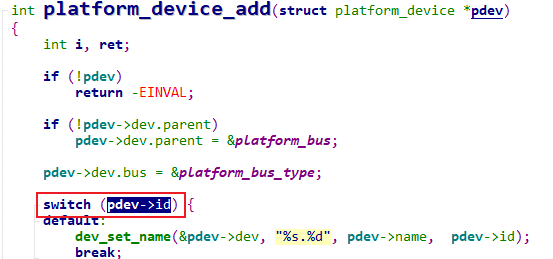 int platform_device_add(struct platform_device *pdev)
{
int i, ret;
if (!pdev)
return -EINVAL;
if (!pdev->dev.parent)
pdev->dev.parent = &platform_bus;
pdev->dev.bus = &platform_bus_type;
switch (pdev->id) {
default:
dev_set_name(&pdev->dev, "%s.%d", pdev->name,  pdev->id);
break;